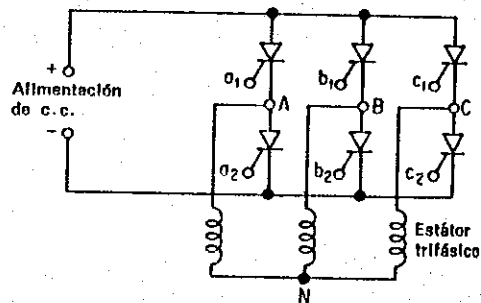 +
Alimentación
de c.c.
-
a1
b1
c1
A
B
C
a2
b2
c2
Estátor
trifásico
N